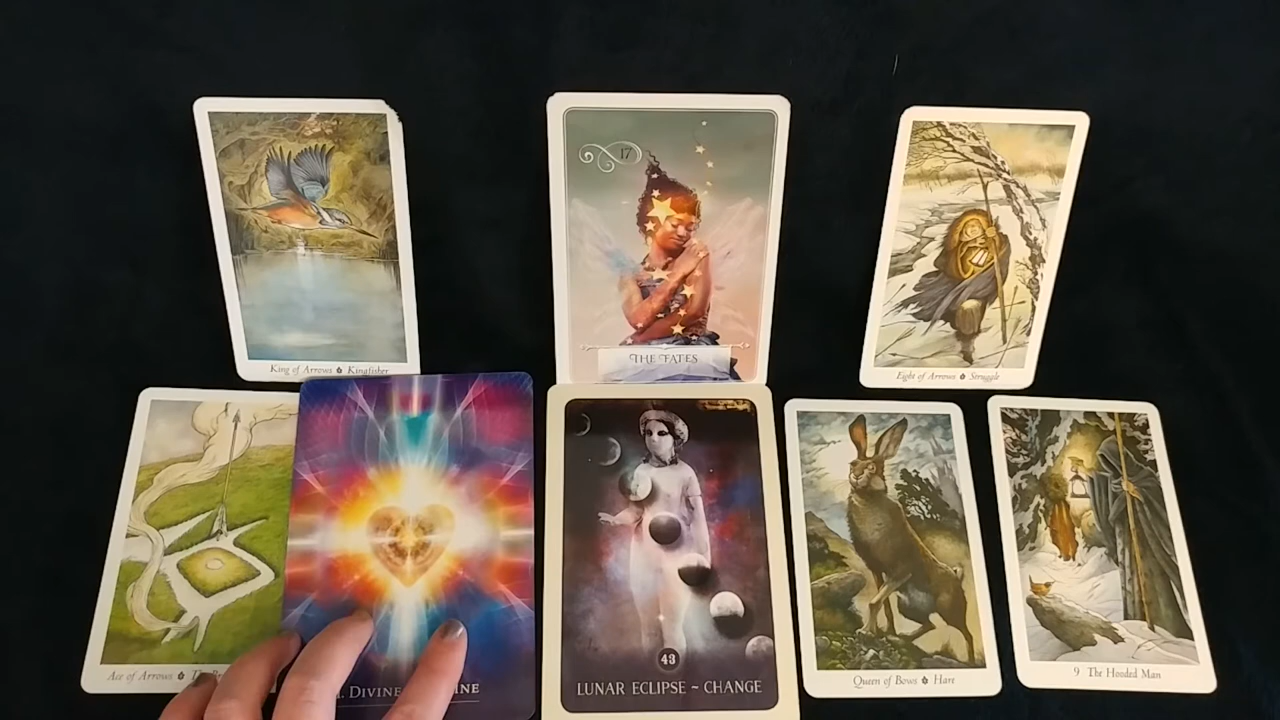 King of Arrows Kingfisher
17
THE FATES
Eight of Arrows Struggle
Ace of Arrows
DIVINE
43
LUNAR ECLIPSE ~ CHANGE
Queen of Bows Hare
9 The Hooded Man